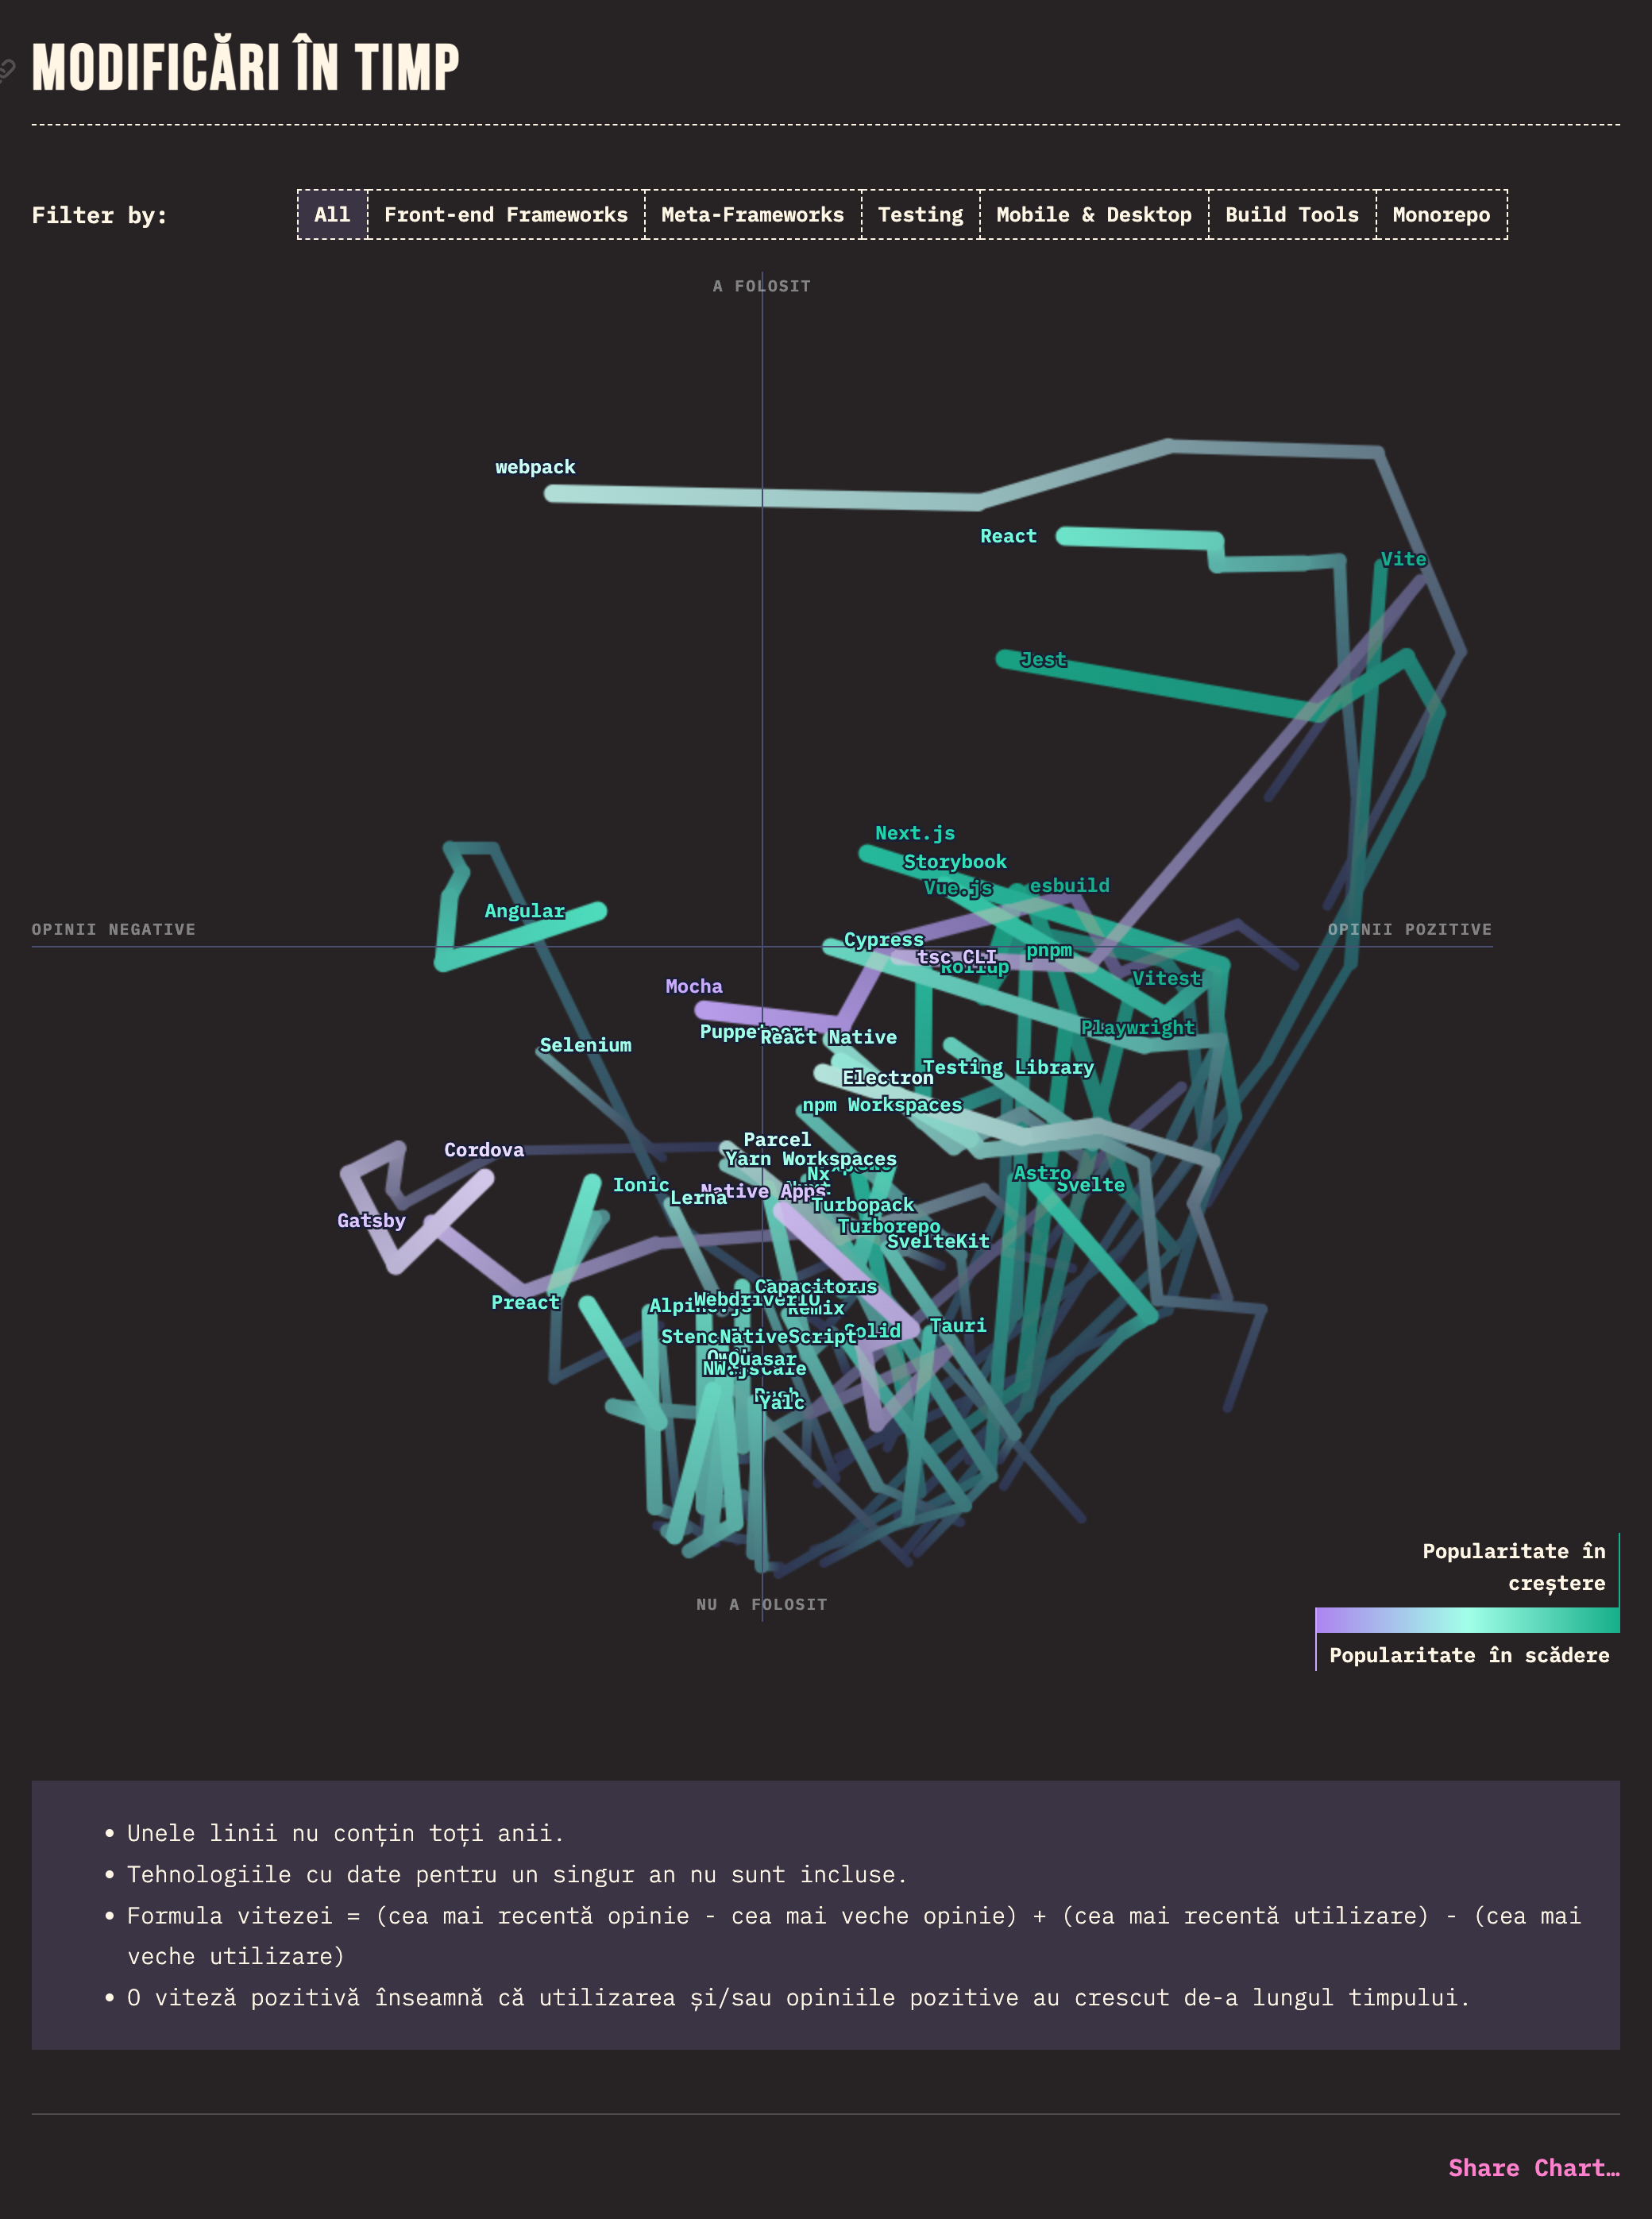 MODIFICĂRI ÎN TIMP
Filter by:
All
Front-end Frameworks
Meta-Frameworks
Testing
Mobile & Desktop
Build Tools
Monorepo
A FOLOSIT
webpack
React
Vite
Jest
Next.js
Storybook
Vue.js
esbuild
Angular
OPINII NEGATIVE
OPINII POZITIVE
Cypress
pnpm
tsc CLI
Rollup
Vitest
Mocha
Playwright
Puppeteer
React Native
Selenium
Testing Library
Electron
npm Workspaces
Parcel
Cordova
Yarn Workspaces
Nx
Astro
Svelte
Ionic
Native Apps
Lerna
Turbopack
Gatsby
Turborepo
SvelteKit
Capacitor
Preact
WebdriverIO
Alpine.js
Remix
Tauri
Solid
NativeScript
Quasar
NW.js
Yalc
NU A FOLOSIT
Popularitate în
creștere
Popularitate în scădere
• Unele linii nu conțin toți anii.
• Tehnologiile cu date pentru un singur an nu sunt incluse.
• Formula vitezei = (cea mai recentă opinie - cea mai veche opinie) + (cea mai recentă utilizare) - (cea mai
veche utilizare)
• O viteză pozitivă înseamnă că utilizarea și/sau opiniile pozitive au crescut de-a lungul timpului.
Share Chart…